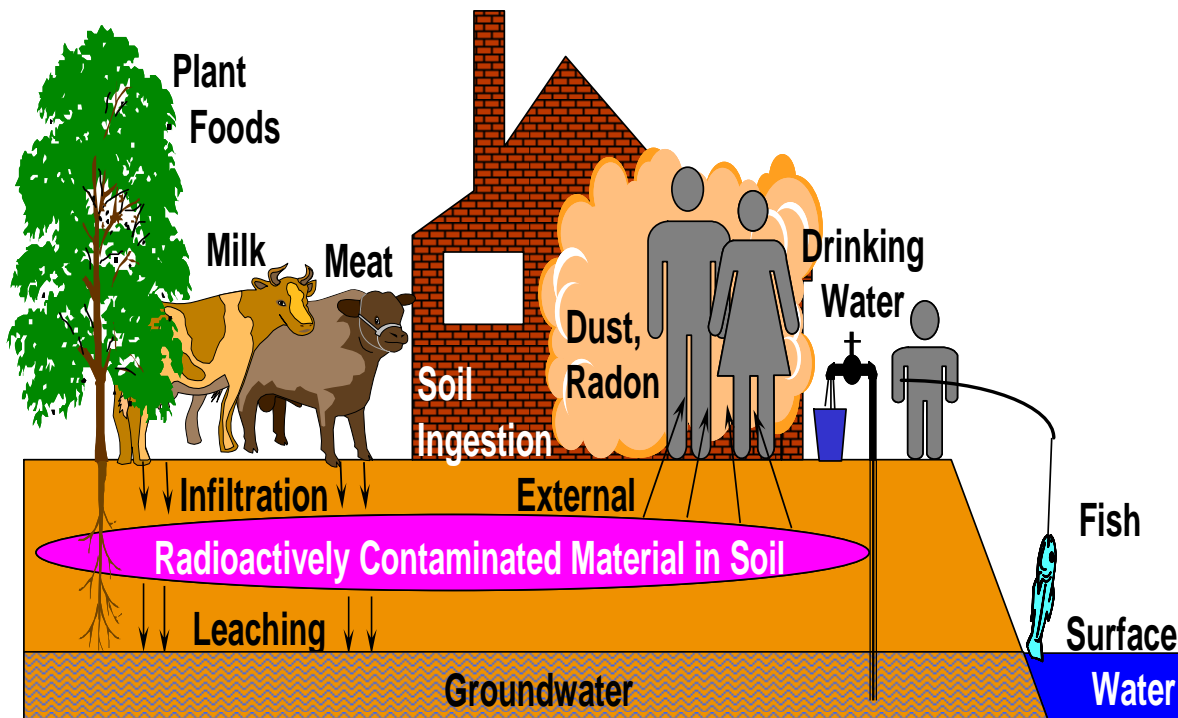 Plant
Foods
Milk
Meat
Drinking
Water
Dust,
Radon
Soil
Ingestion
Infiltration
External
Fish
Radioactively Contaminated Material in Soil
Leaching
Surface
Water
Groundwater